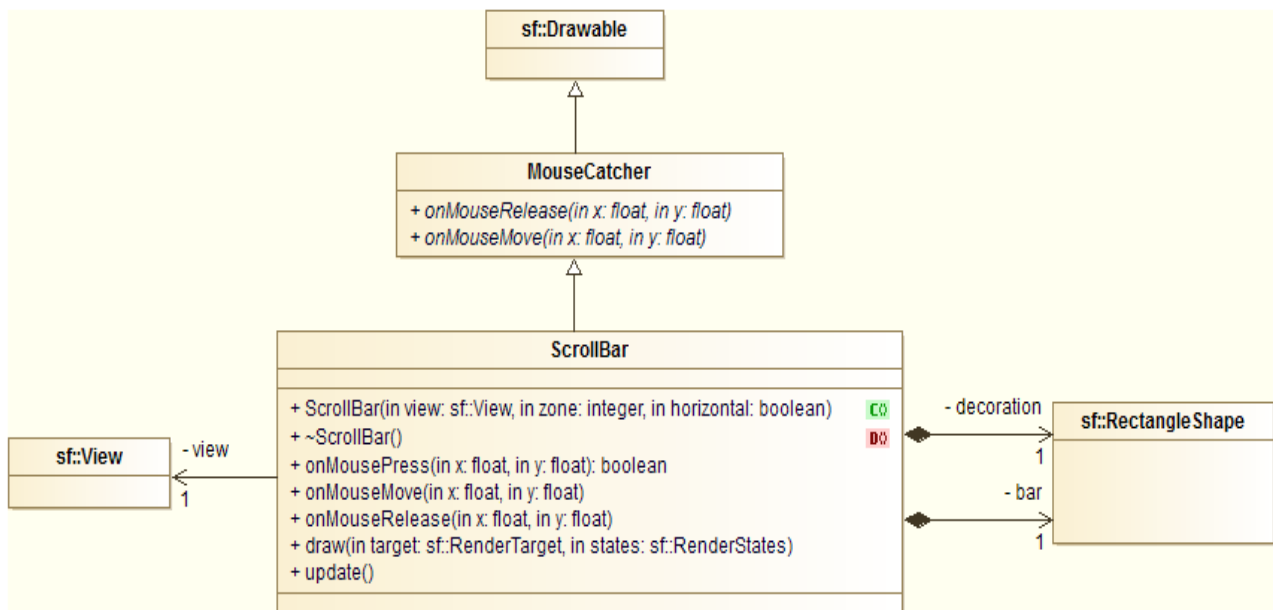 sf::Drawable
MouseCatcher
+ onMouseRelease(in x: float, in y: float)
+ onMouseMove(in x: float, in y: float)
ScrollBar
+ ScrollBar(in view: sf::View, in zone: integer, in horizontal: boolean) C()
+ ~ScrollBar() D()
+ onMousePress(in x: float, in y: float): boolean
+ onMouseMove(in x: float, in y: float)
+ onMouseRelease(in x: float, in y: float)
+ draw(in target: sf::RenderTarget, in states: sf::RenderStates)
+ update()
sf::View
- view
1
- decoration
1
- bar
1
sf::RectangleShape